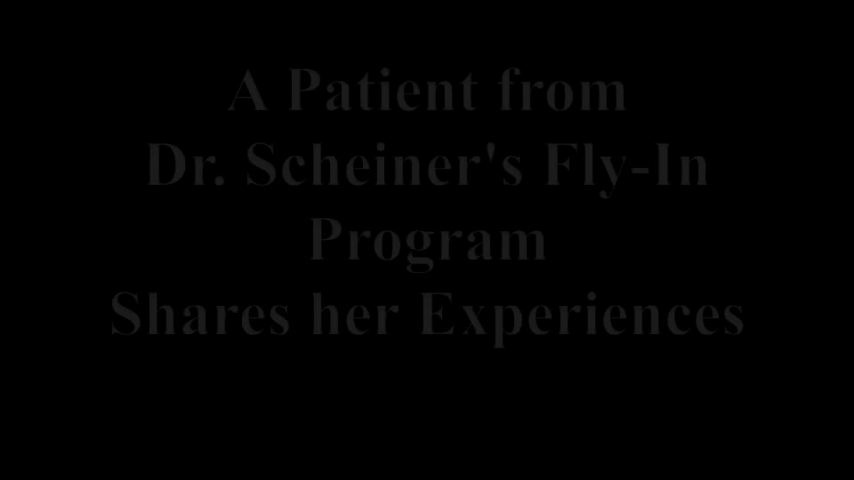 A Patient from
Dr. Scheiner's Fly-In
Program
Shares her Experiences